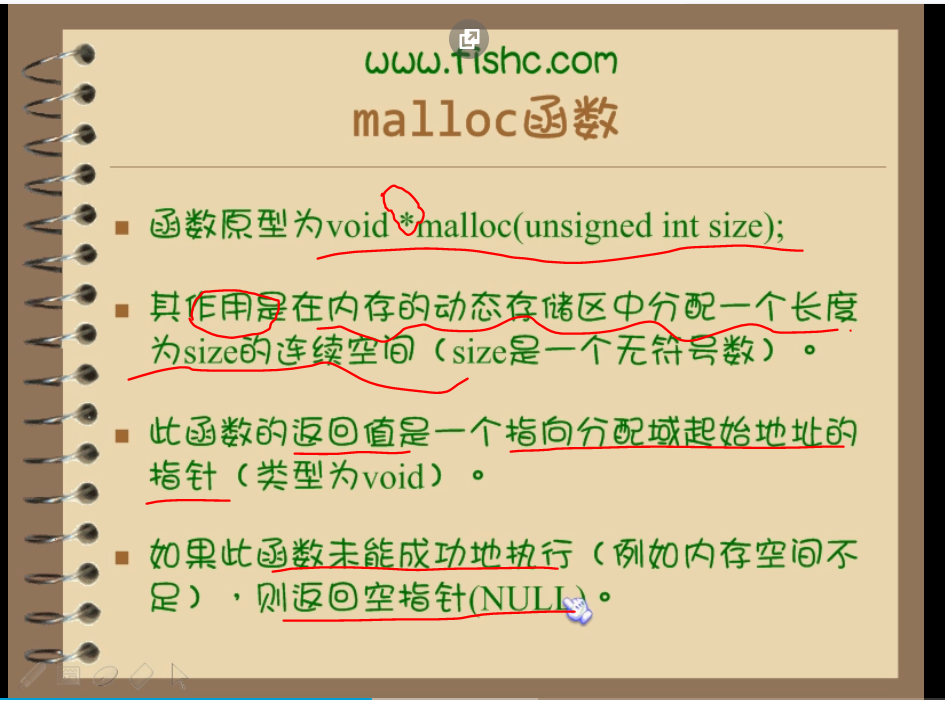 www.fishc.com
malloc函数
函数原型为void *malloc(unsigned int size);
其作用是在内存的动态存储区中分配一个长度
为size的连续空间（size是一个无符号数）。
此函数的返回值是一个指向分配域起始地址的
指针（类型为void）。
如果此函数未能成功地执行（例如内存空间不
足），则返回空指针(NULL)。